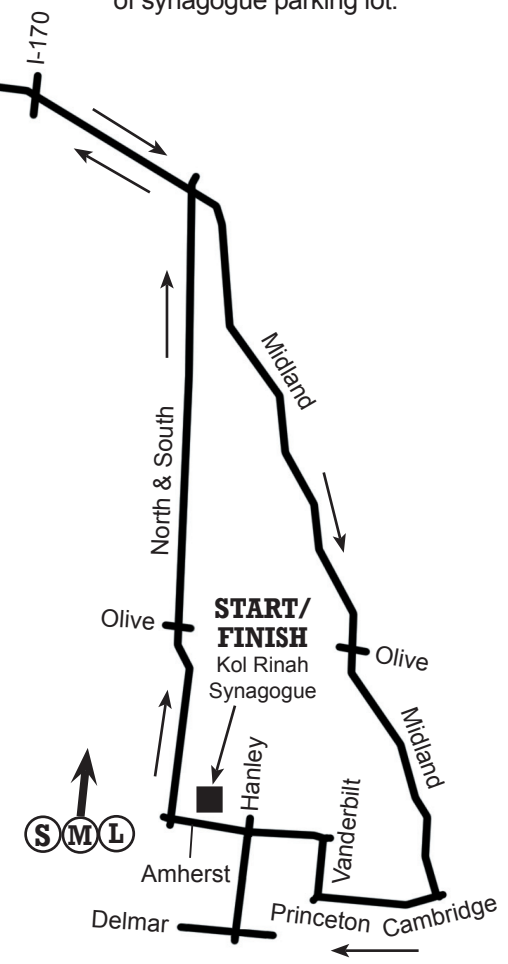 of synagogue parking lot.
I-170
Midland
North & South
START/
FINISH
Kol Rinah
Synagogue
Olive
Olive
Midland
Hanley
Vanderbilt
S M L
Amherst
Delmar
Princeton
Cambridge